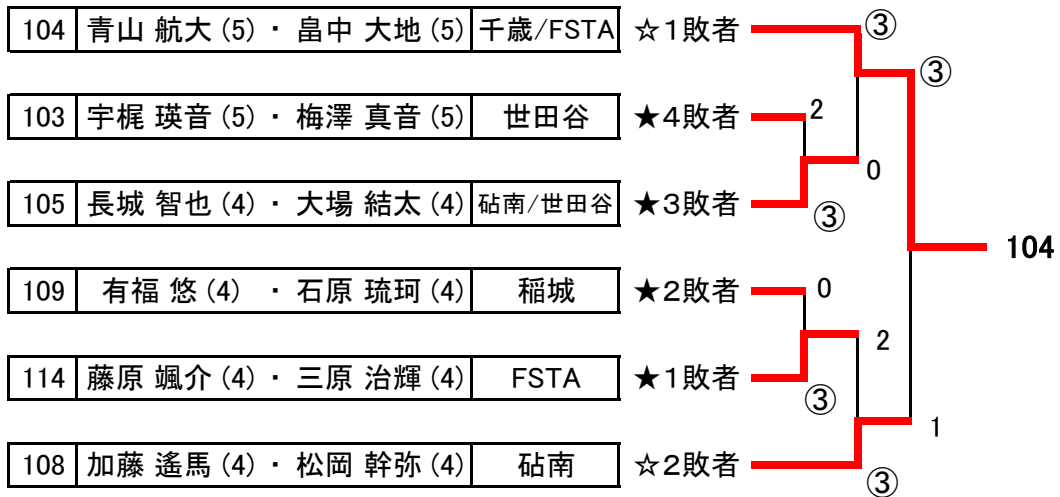 104 青山 航大 (5) ・ 畠中 大地 (5) 千歳/FSTA ☆1敗者 ③
③
103 宇梶 瑛音 (5) ・ 梅澤 真音 (5) 世田谷 ★4敗者 2
0
105 長城 智也 (4) ・ 大場 結太 (4) 砧南/世田谷 ★3敗者 ③
104
109 有福 悠 (4) ・ 石原 琉珂 (4) 稲城 ★2敗者 0
2
114 藤原 颯介 (4) ・ 三原 治輝 (4) FSTA ★1敗者 ③
1
108 加藤 遙馬 (4) ・ 松岡 幹弥 (4) 砧南 ☆2敗者 ③